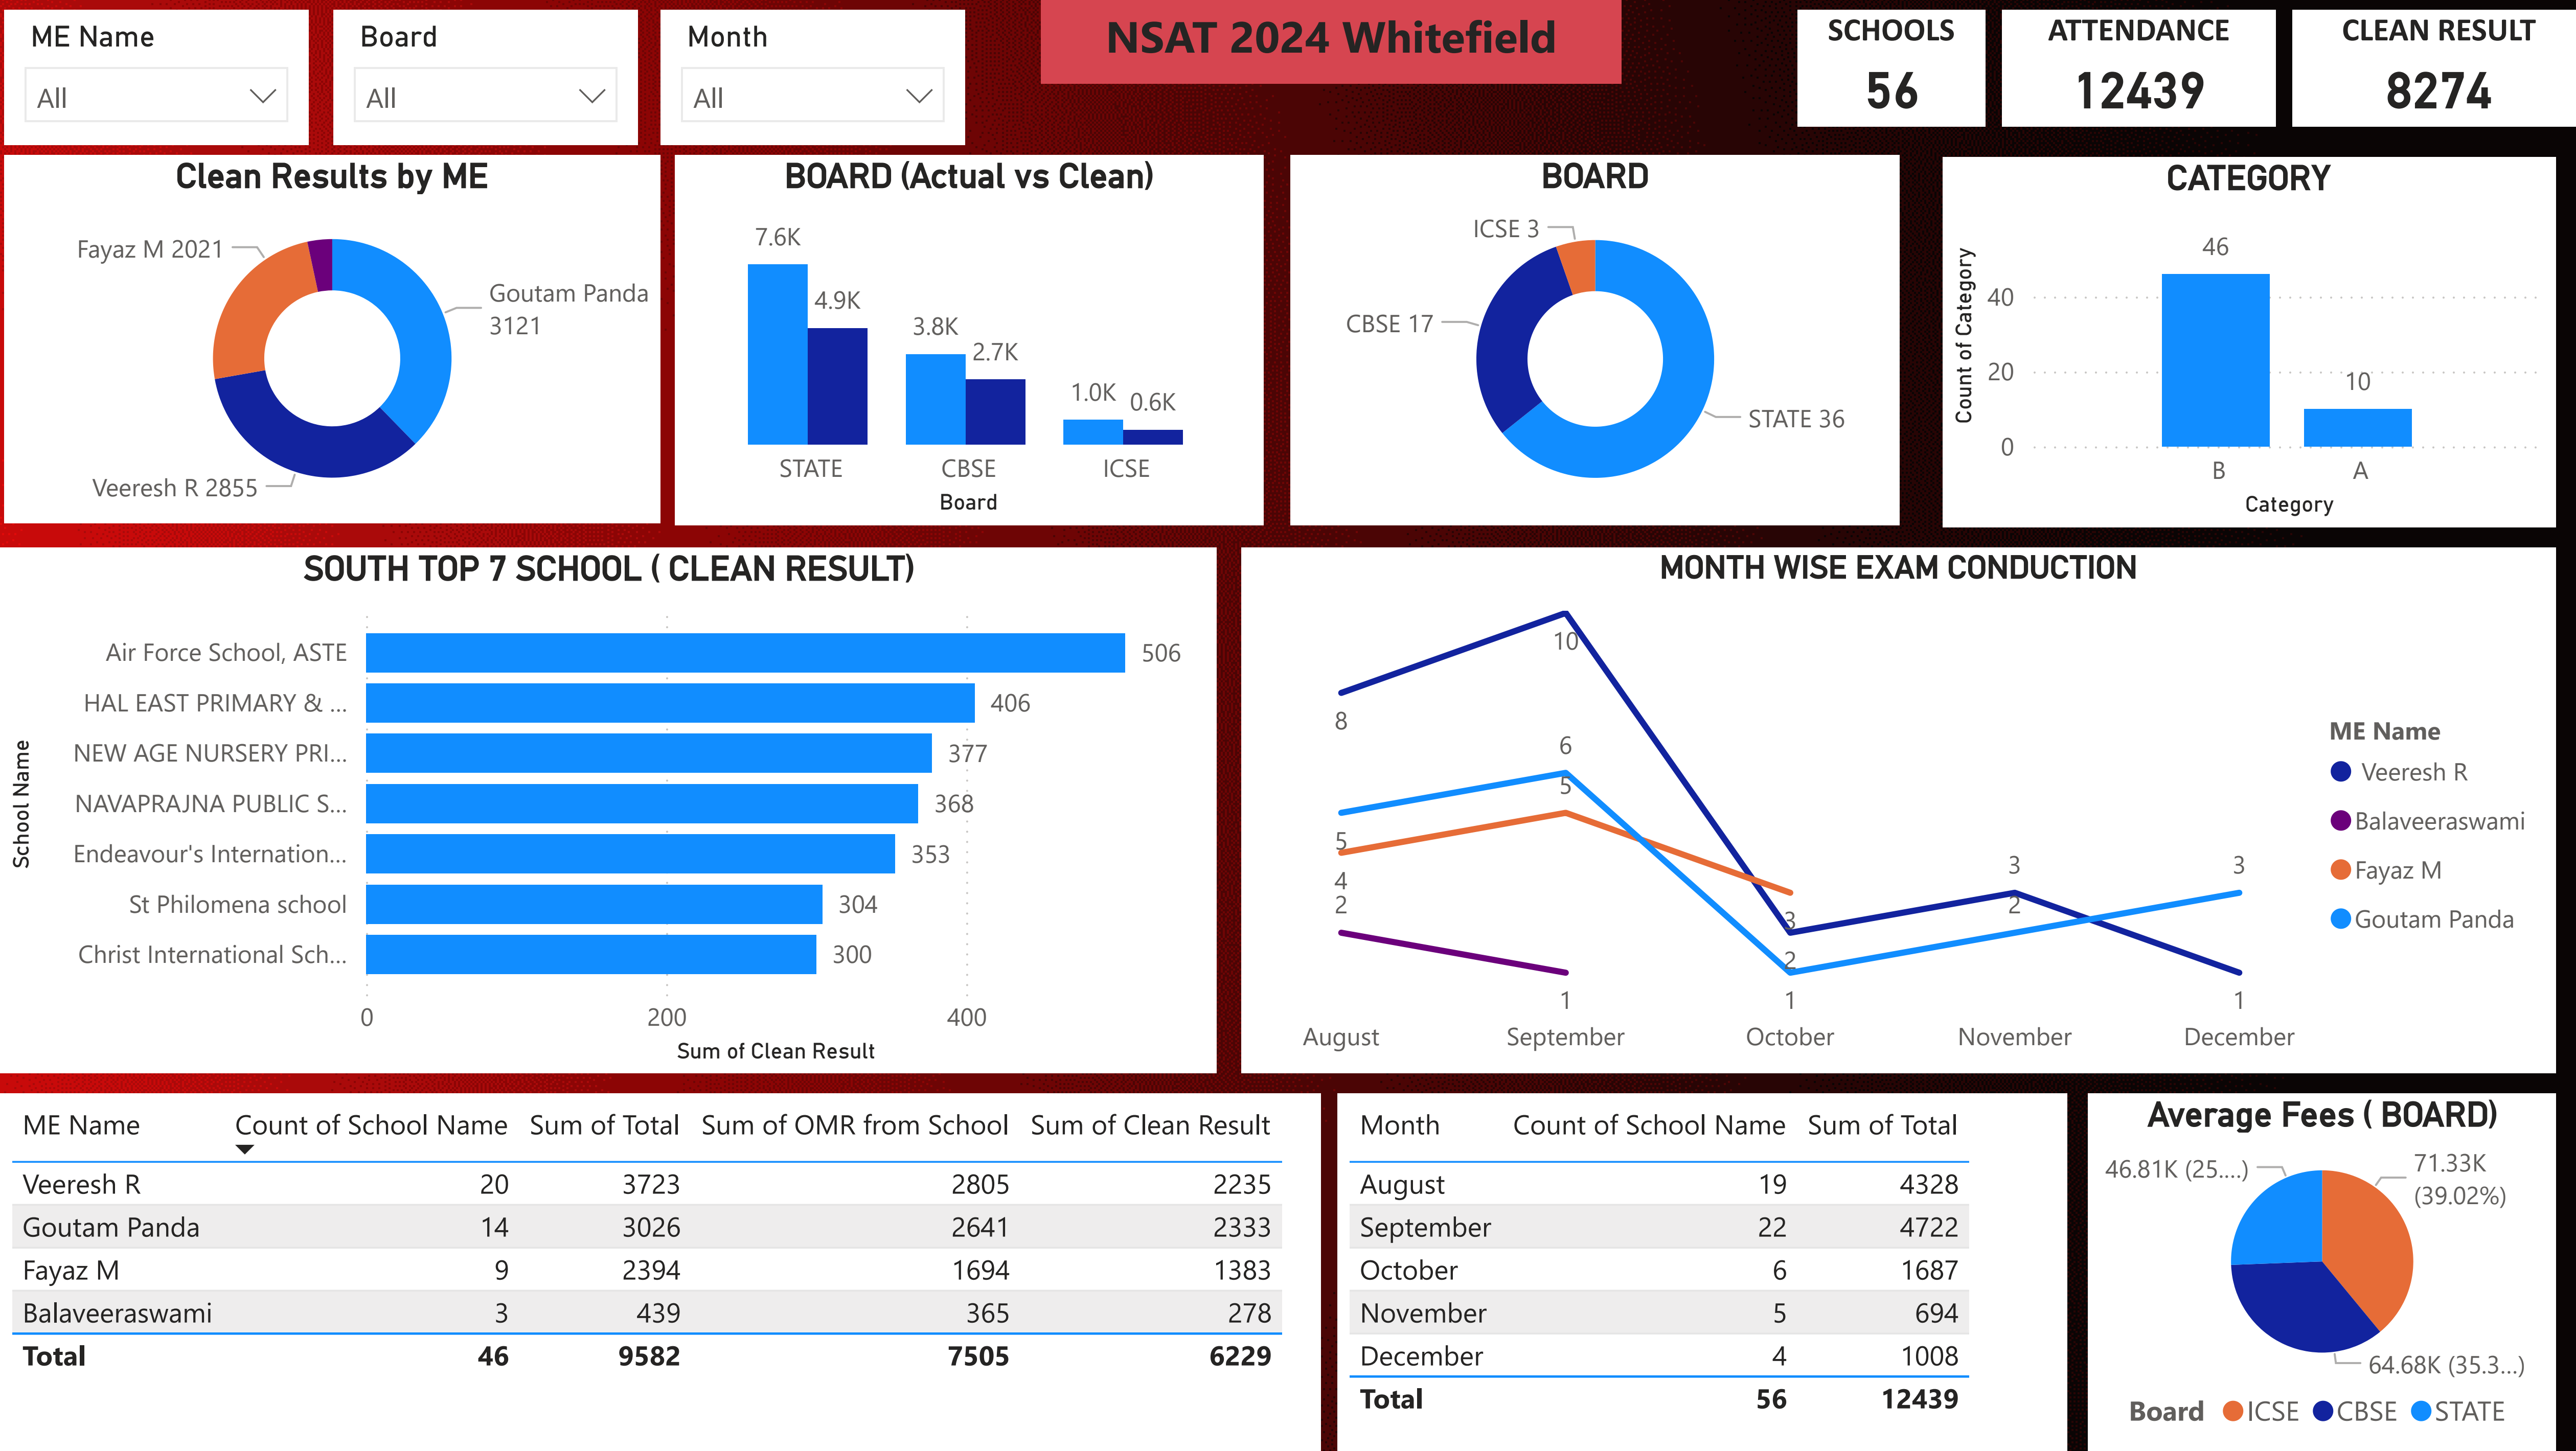 ME Name
All
Board
All
Month
All
NSAT 2024 Whitefield
SCHOOLS
56
ATTENDANCE
12439
CLEAN RESULT
8274
Clean Results by ME
Fayaz M 2021
Goutam Panda
3121
Veeresh R 2855
BOARD (Actual vs Clean)
7.6K
4.9K
3.8K
2.7K
1.0K
0.6K
STATE
CBSE
ICSE
Board
BOARD
ICSE 3
CBSE 17
STATE 36
CATEGORY
Count of Category
40
20
0
46
10
B
A
Category
SOUTH TOP 7 SCHOOL ( CLEAN RESULT)
School Name
Air Force School, ASTE
506
HAL EAST PRIMARY & ...
406
NEW AGE NURSERY PRI...
377
NAVAPRAJNA PUBLIC S...
368
Endeavour's Internation...
353
St Philomena school
304
Christ International Sch...
300
0
200
400
Sum of Clean Result
MONTH WISE EXAM CONDUCTION
8
5
4
2
10
6
5
1
3
2
1
3
2
3
1
August
September
October
November
December
ME Name
Veeresh R
Balaveeraswami
Fayaz M
Goutam Panda
ME Name Count of School Name Sum of Total Sum of OMR from School Sum of Clean Result
Veeresh R 20 3723 2805 2235
Goutam Panda 14 3026 2641 2333
Fayaz M 9 2394 1694 1383
Balaveeraswami 3 439 365 278
Total 46 9582 7505 6229
Month Count of School Name Sum of Total
August 19 4328
September 22 4722
October 6 1687
November 5 694
December 4 1008
Total 56 12439
Average Fees ( BOARD)
46.81K (25....)
71.33K
(39.02%)
64.68K (35.3...)
Board ICSE CBSE STATE